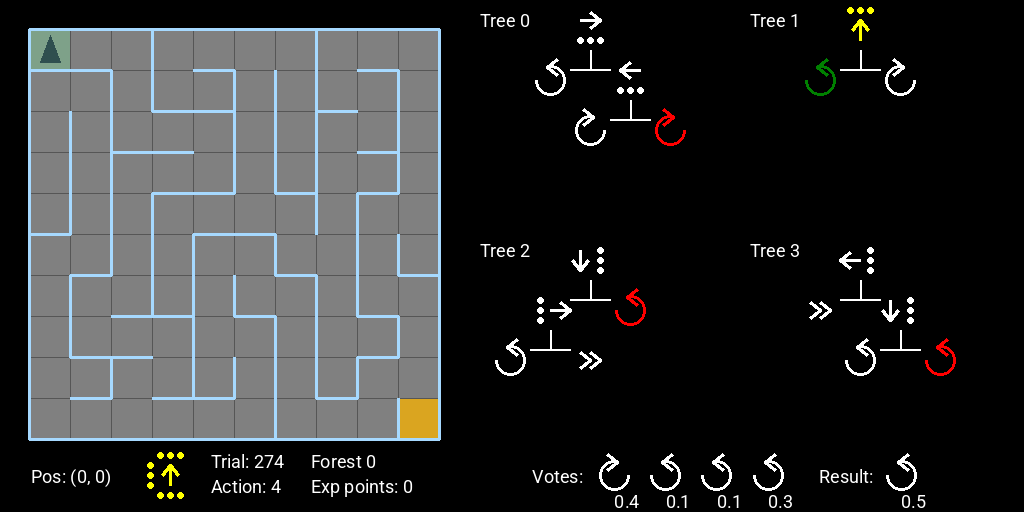 Tree 0
Tree 1
Tree 2
Tree 3
Pos: (0, 0)
Trial: 274
Forest 0
Action: 4
Exp points: 0
Votes:
0.4
0.1
0.1
0.3
Result:
0.5